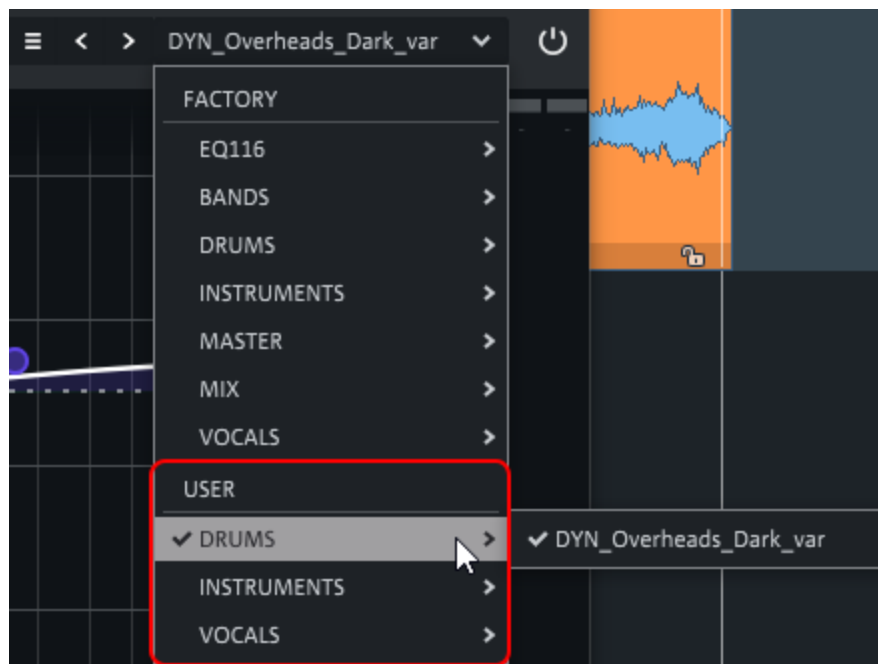 DYN_Overheads_Dark_var
FACTORY
EQ116
BANDS
DRUMS
INSTRUMENTS
MASTER
MIX
VOCALS
USER
DRUMS
DYN_Overheads_Dark_var
INSTRUMENTS
VOCALS